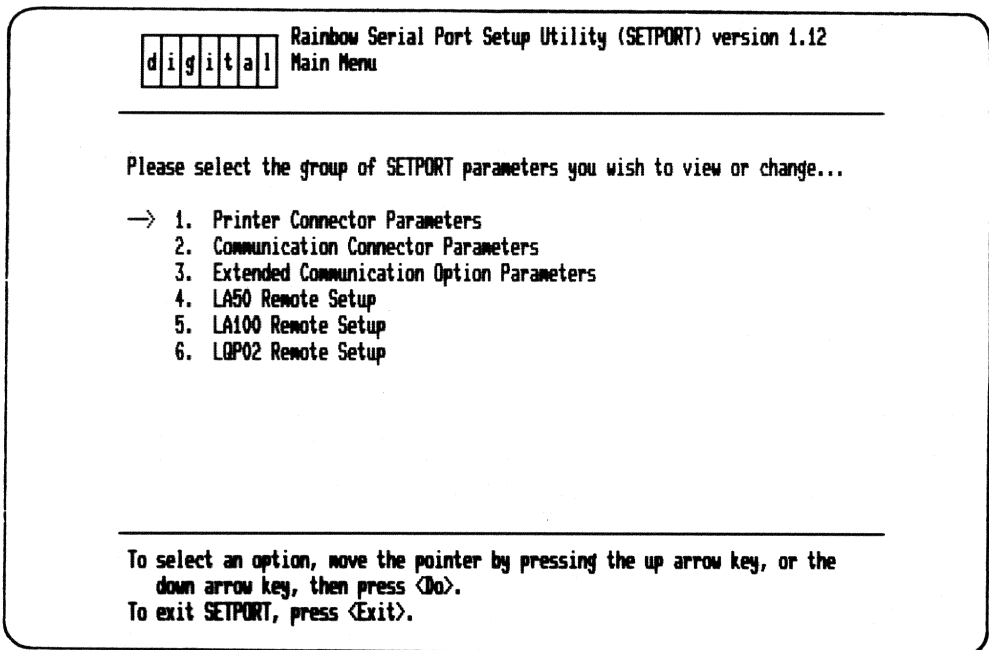 Rainbow Serial Port Setup Utility (SETPORT) version 1.12
digital Main Menu
Please select the group of SETPORT parameters you wish to view or change...
--> 1. Printer Connector Parameters
2. Communication Connector Parameters
3. Extended Communication Option Parameters
4. LA50 Remote Setup
5. LA100 Remote Setup
6. LQP02 Remote Setup
To select an option, move the pointer by pressing the up arrow key, or the
down arrow key, then press <Do>.
To exit SETPORT, press <Exit>.